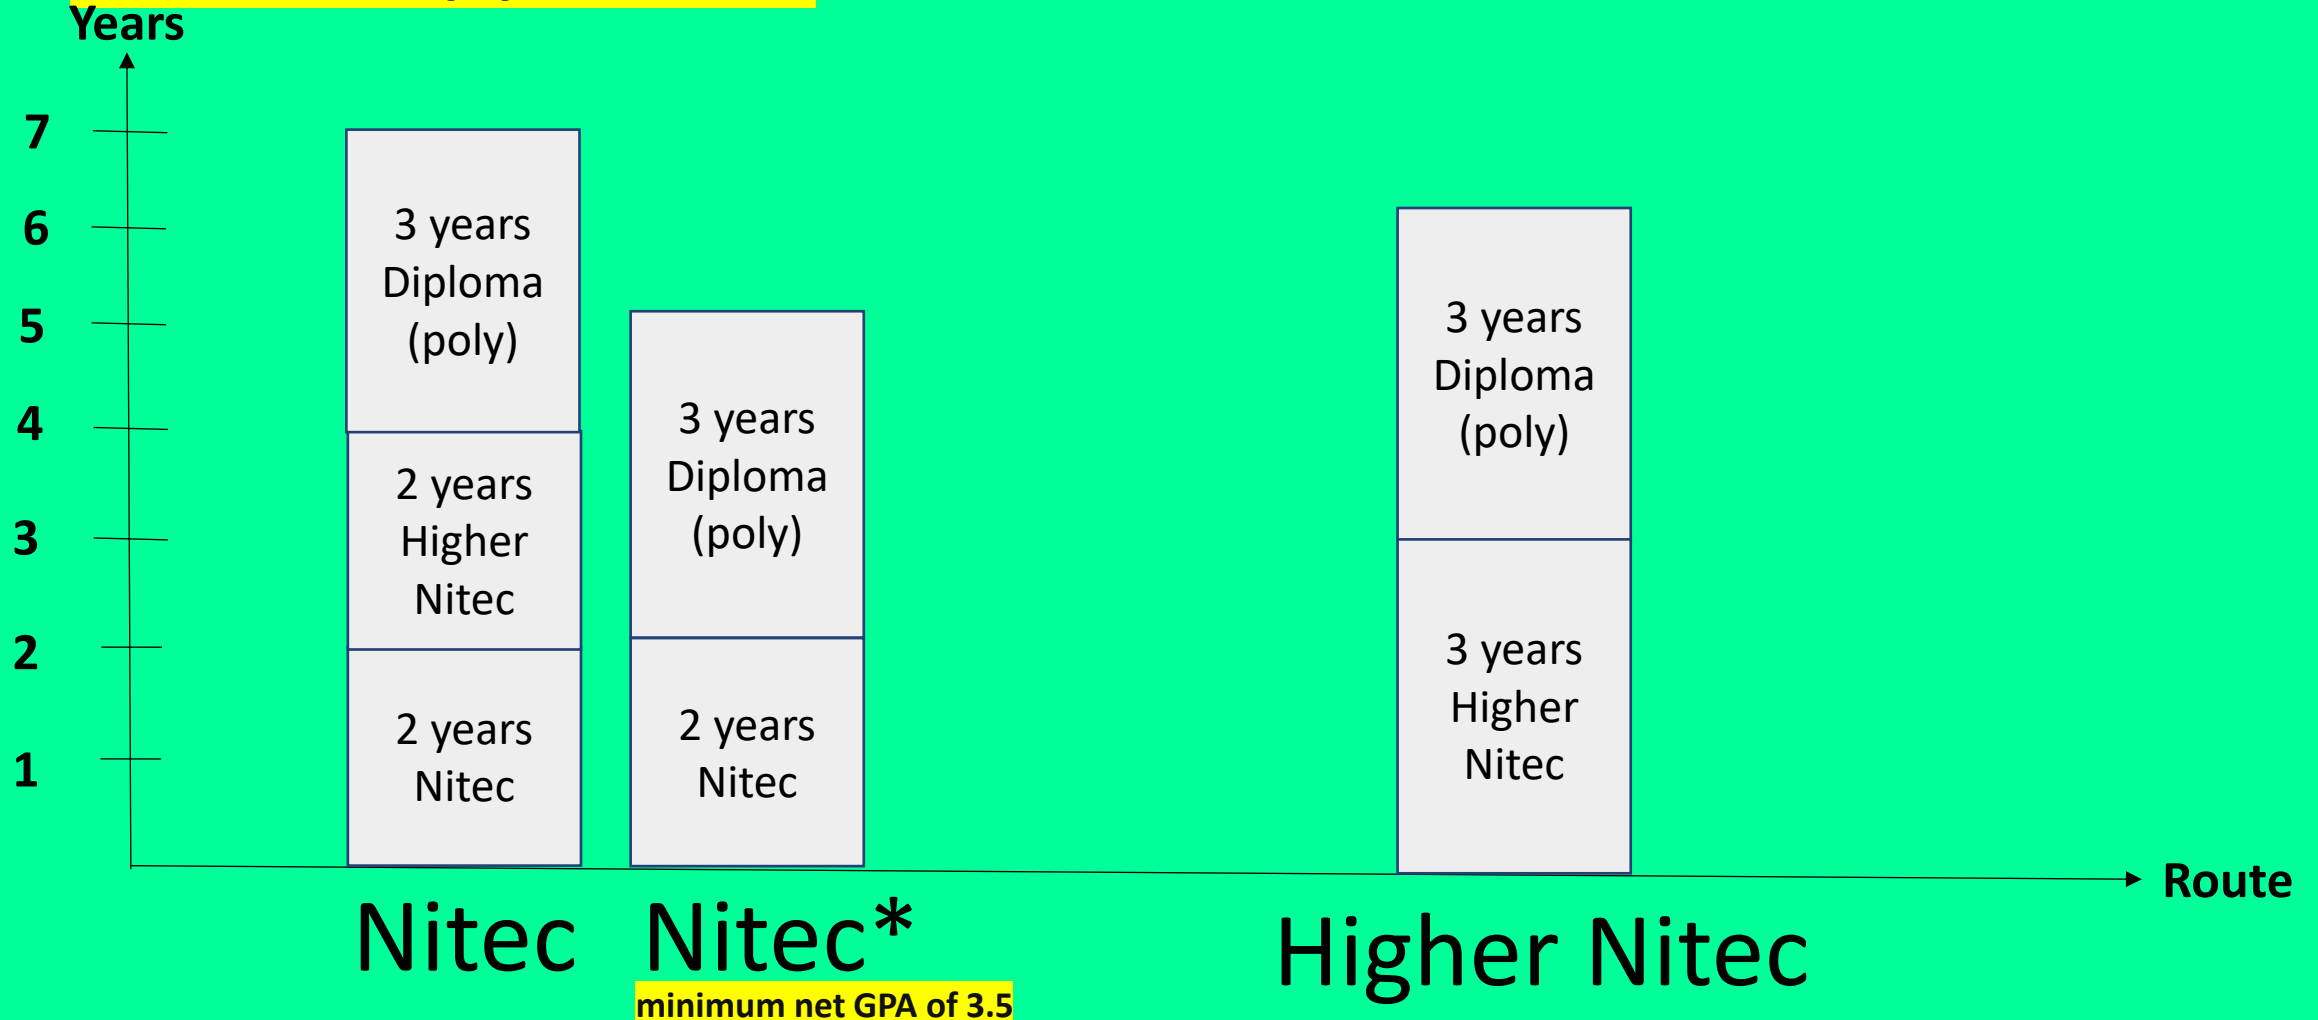 Years
7
6
5
4
3
2
1
3 years
Diploma
(poly)
2 years
Higher
Nitec
2 years
Nitec
3 years
Diploma
(poly)
2 years
Nitec
3 years
Diploma
(poly)
3 years
Higher
Nitec
Route
Nitec
Nitec*
minimum net GPA of 3.5
Higher Nitec